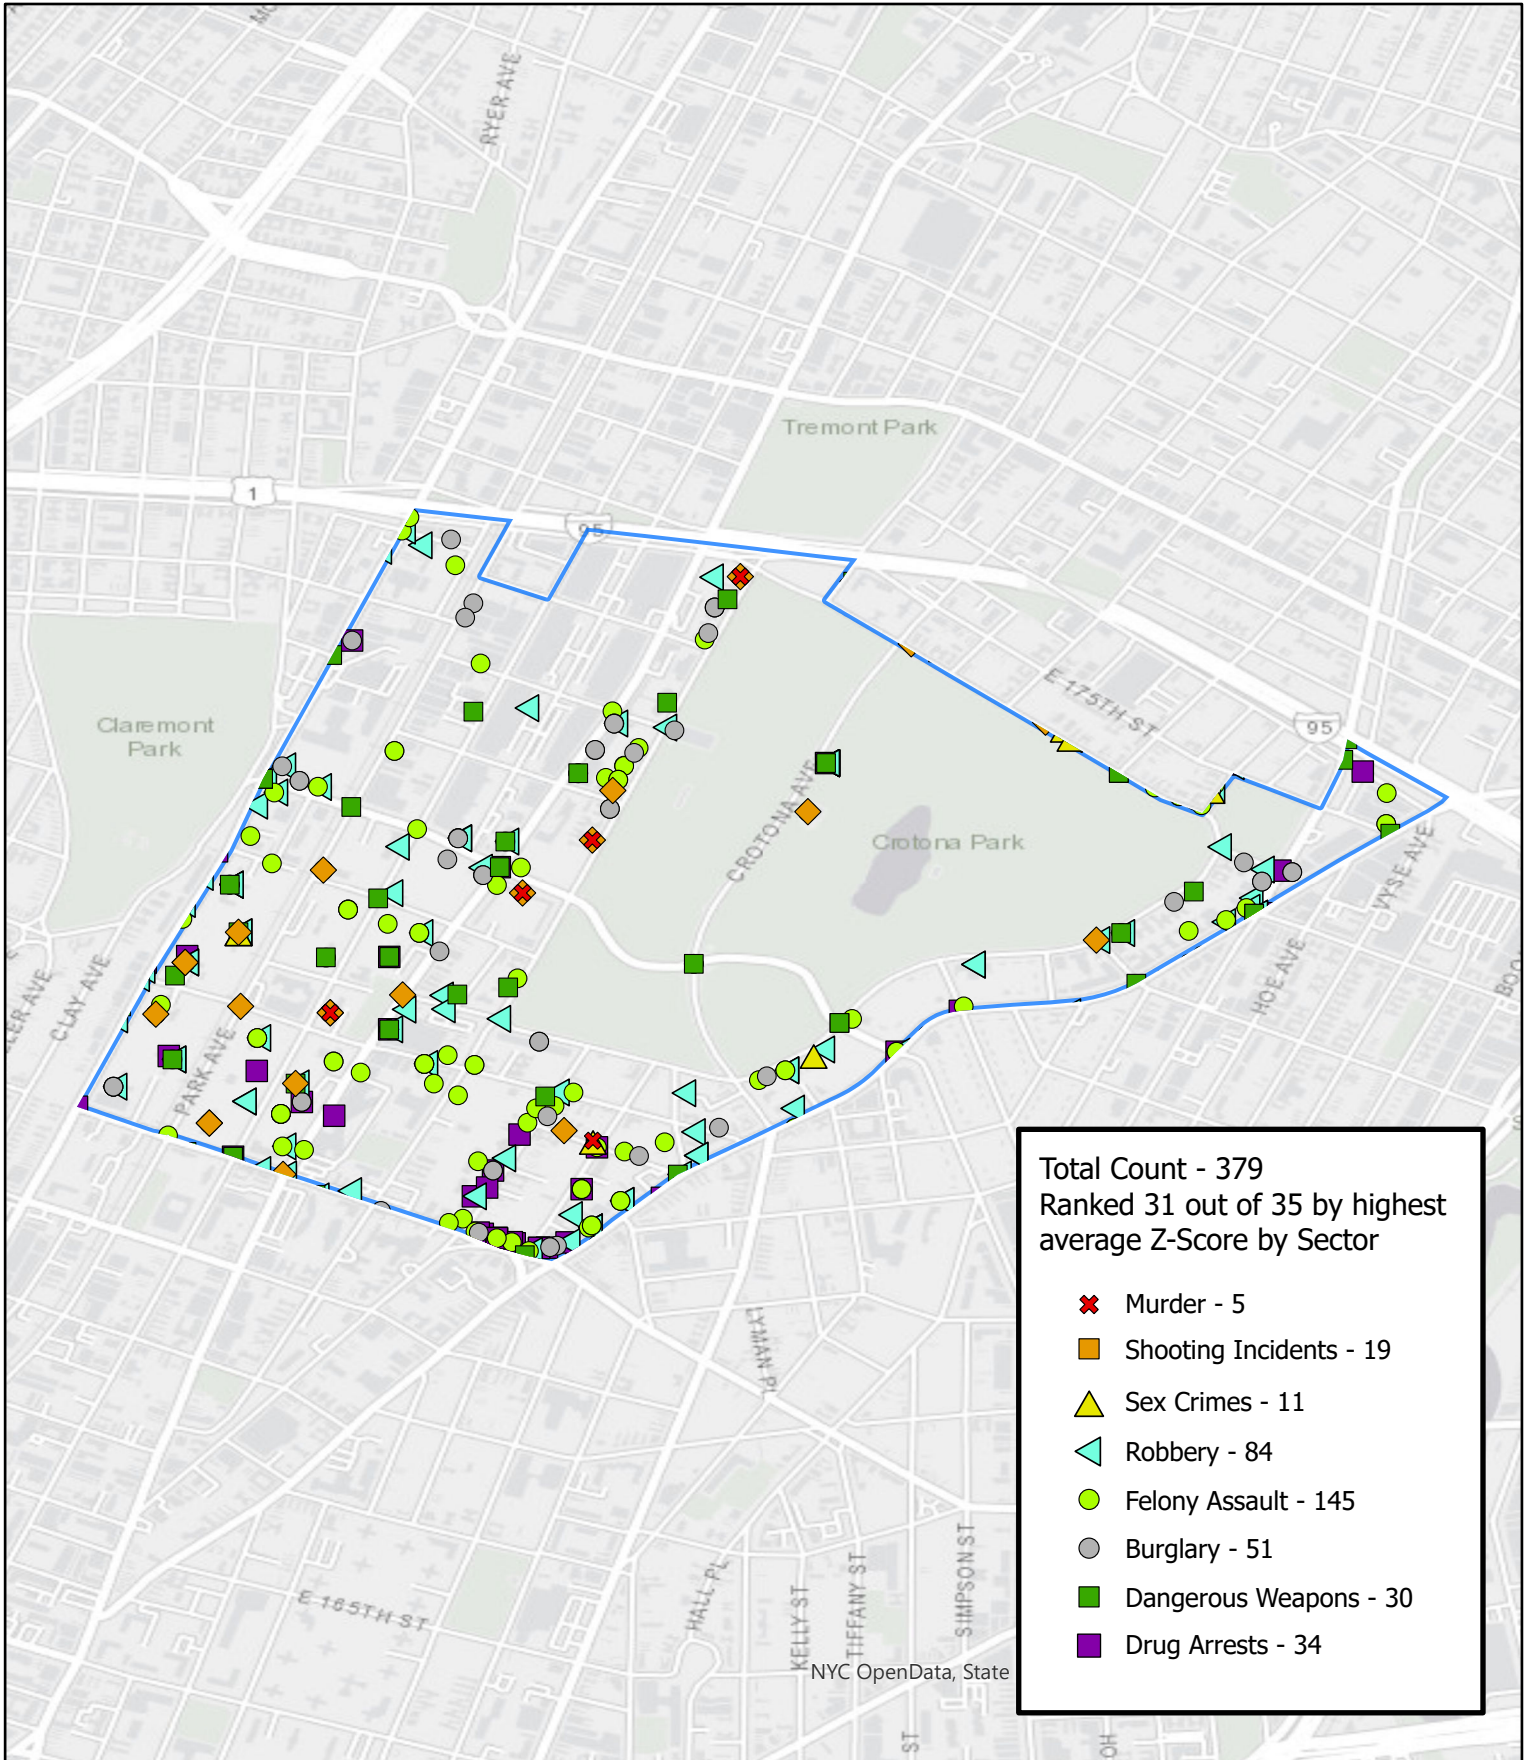 RYER AVE
Tremont Park
1
95
E 175TH ST
95
Claremont
Park
CROTONA AVE
Crotona Park
VYSE AVE
HOE AVE
CLAY AVE
PARK AVE
Total Count - 379
Ranked 31 out of 35 by highest
average Z-Score by Sector
Murder - 5
Shooting Incidents - 19
Sex Crimes - 11
Robbery - 84
Felony Assault - 145
Burglary - 51
Dangerous Weapons - 30
Drug Arrests - 34
LYMAN PL
E 165TH ST
HALL PL
KELLY ST
TIFFANY ST
SIMPSON ST
NYC OpenData, State
ST